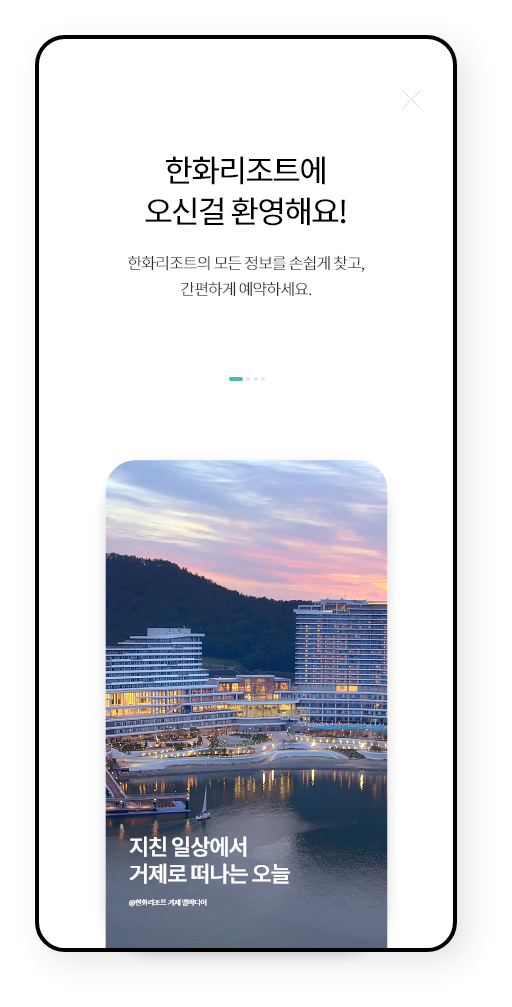 한화리조트에
오신걸 환영해요!
한화리조트의 모든 정보를 손쉽게 찾고,
간편하게 예약하세요.
지친 일상에서
거제로 떠나는 오늘
@한화리조트 거제 벨버디어